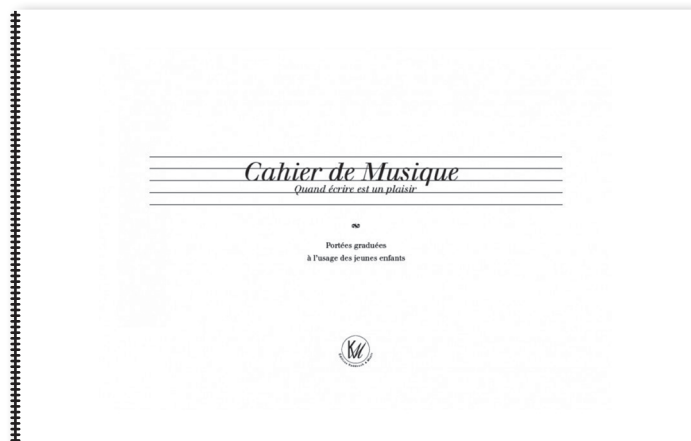 Cahier de Musique
Quand écrire est un plaisir
Portées graduées
à l'usage des jeunes enfants
KM